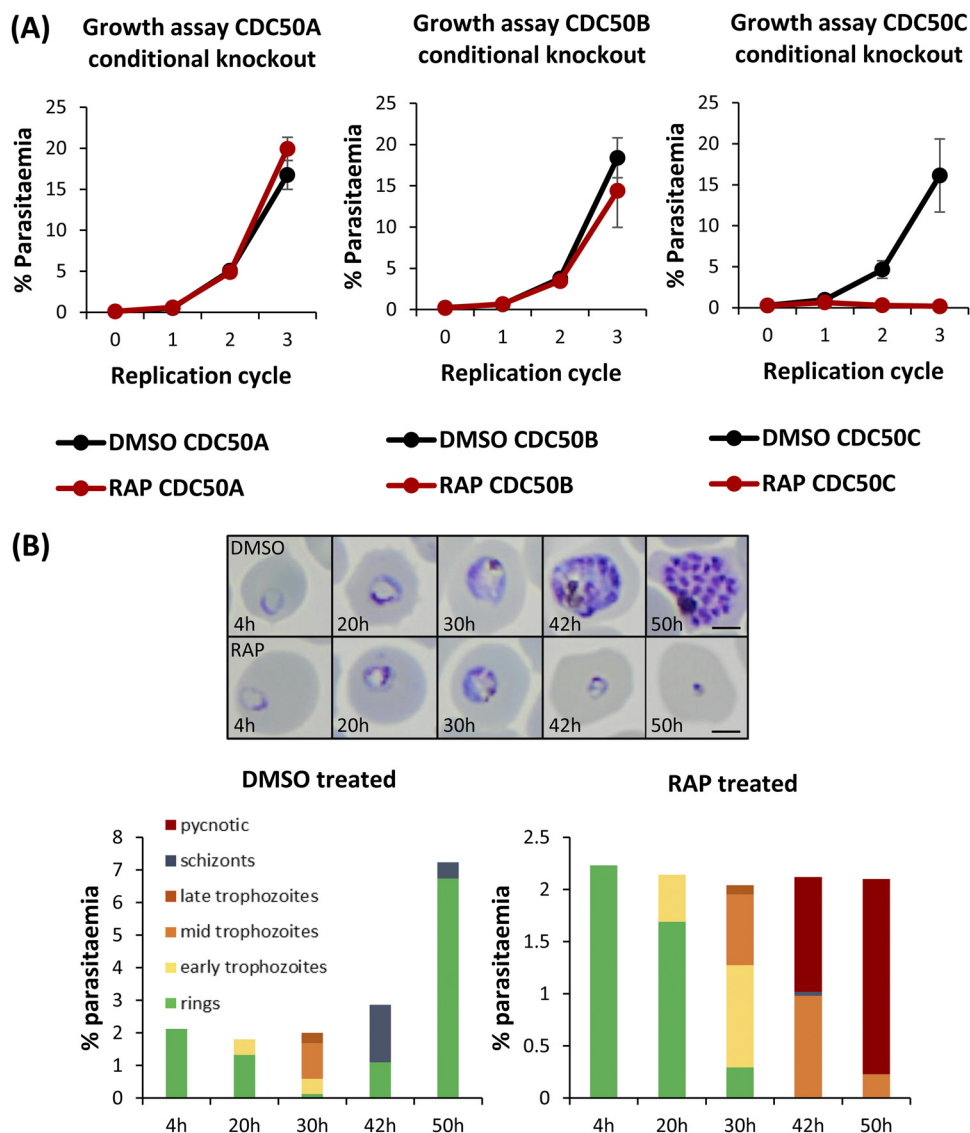 (A)
Growth assay CDC50A
conditional knockout
Growth assay CDC50B
conditional knockout
Growth assay CDC50C
conditional knockout
% Parasitaemia
25
20
15
10
5
0
0 1 2 3
Replication cycle
% Parasitaemia
25
20
15
10
5
0
0 1 2 3
Replication cycle
% Parasitaemia
25
20
15
10
5
0
0 1 2 3
Replication cycle
DMSO CDC50A
RAP CDC50A
DMSO CDC50B
RAP CDC50B
DMSO CDC50C
RAP CDC50C
(B)
DMSO
4h 20h 30h 42h 50h
RAP
4h 20h 30h 42h 50h
DMSO treated
% parasitaemia
8
7
6
5
4
3
2
1
0
pycnotic
schizonts
late trophozoites
mid trophozoites
early trophozoites
rings
4h 20h 30h 42h 50h
RAP treated
% parasitaemia
2.5
2
1.5
1
0.5
0
4h 20h 30h 42h 50h